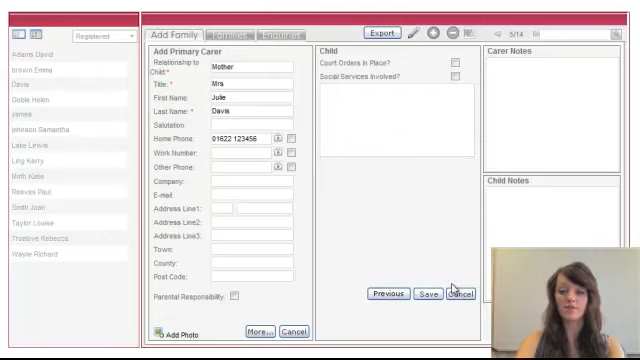 Registered
Adams David
brown Emma
Davis
Goble Helen
James
johnson Samantha
Lake Lewis
Ling Kerry
Moth Katie
Reeves Paul
Smith Joan
Taylor Louise
Truelove Rebecca
Wayle Richard
Add Family Families Enquiries
Export
5/14
Add Primary Carer
Relationship to Child:* Mother
Title: * Mrs
First Name: Julie
Last Name: * Davis
Salutation:
Home Phone: 01622 123456
Work Number:
Other Phone:
Company:
E-mail:
Address Line1:
Address Line2:
Address Line3:
Town:
County:
Post Code:
Parental Responsibility:
Add Photo More... Cancel
Child
Court Orders in Place?
Social Services Involved?
Previous Save Cancel
Carer Notes
Child Notes